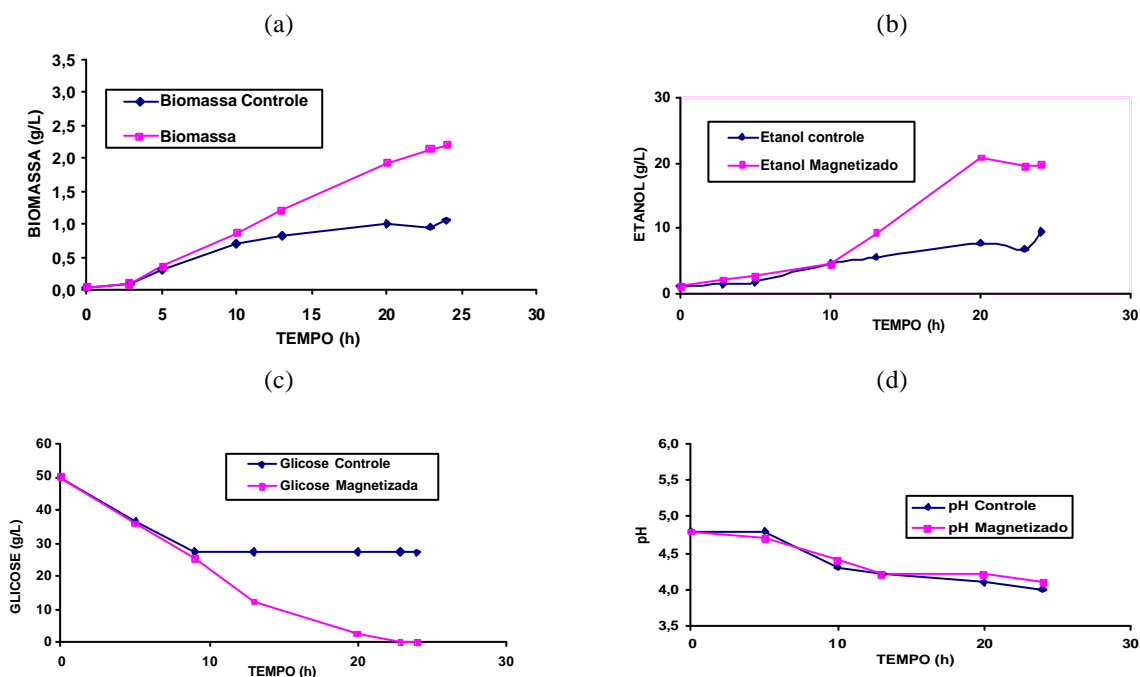 (a)
BIOMASSA (g/L)
3,5
3,0
2,5
2,0
1,5
1,0
0,5
0,0
Biomassa Controle
Biomassa
0 5 10 15 20 25 30
TEMPO (h)
(b)
ETANOL (g/L)
30
20
10
0
Etanol controle
Etanol Magnetizado
0 10 20 30
TEMPO (h)
(c)
GLICOSE (g/L)
60
50
40
30
20
10
0
Glicose Controle
Glicose Magnetizada
0 10 20 30
TEMPO (h)
(d)
pH
6,0
5,5
5,0
4,5
4,0
3,5
pH Controle
pH Magnetizado
0 10 20 30
TEMPO (h)